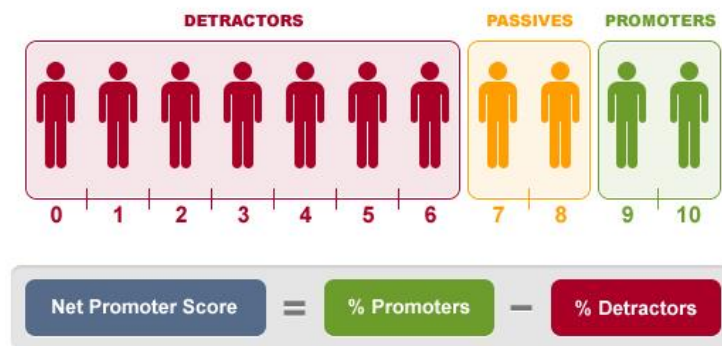 DETRACTORS PASSIVES PROMOTERS
0 1 2 3 4 5 6 7 8 9 10
Net Promoter Score = % Promoters − % Detractors